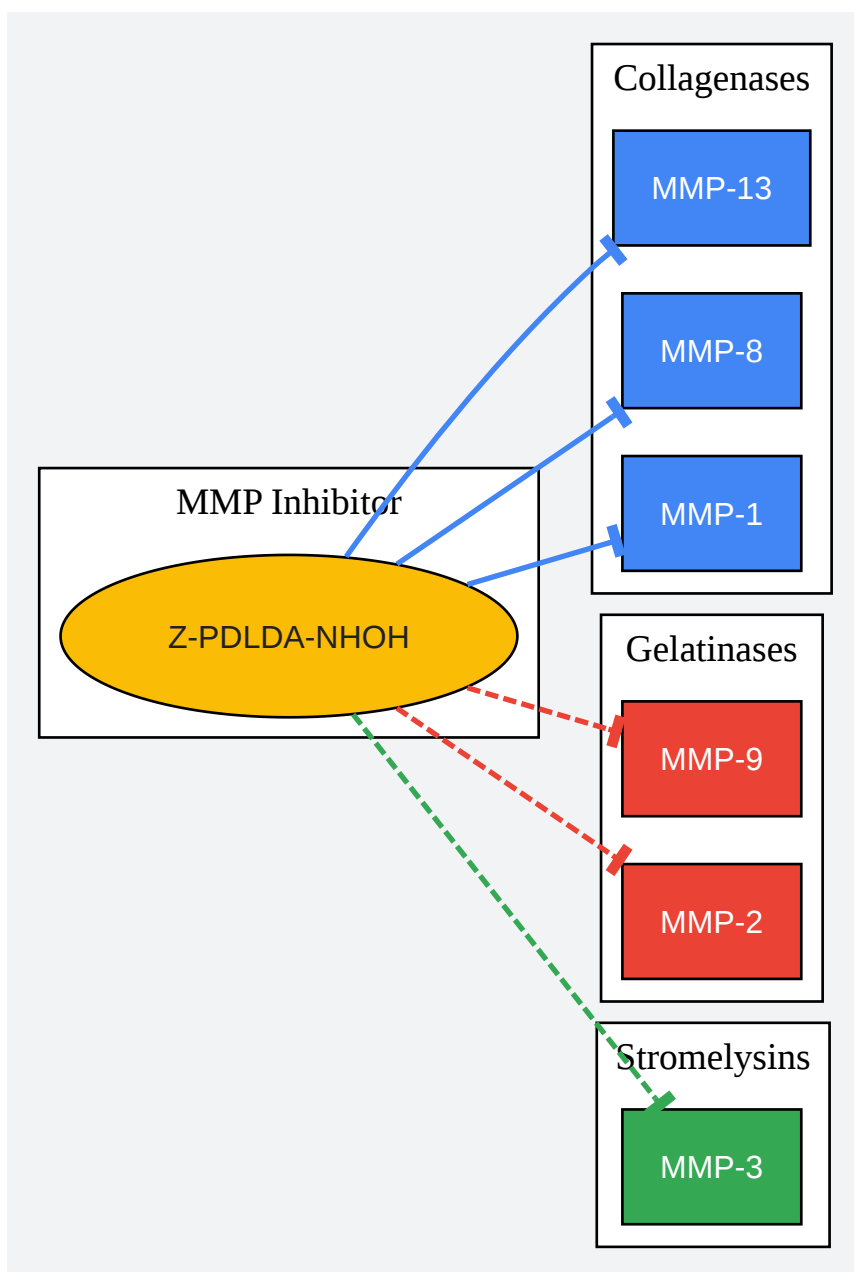 Collagenases
MMP-13
MMP-8
MMP-1
MMP Inhibitor
Z-PDLDA-NHOH
Gelatinases
MMP-9
MMP-2
Stromelysins
MMP-3